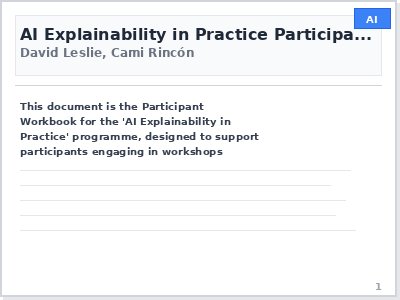 AI
AI Explainability in Practice Participa...
David Leslie, Cami Rincón
This document is the Participant
Workbook for the 'AI Explainability in
Practice' programme, designed to support
participants engaging in workshops
1